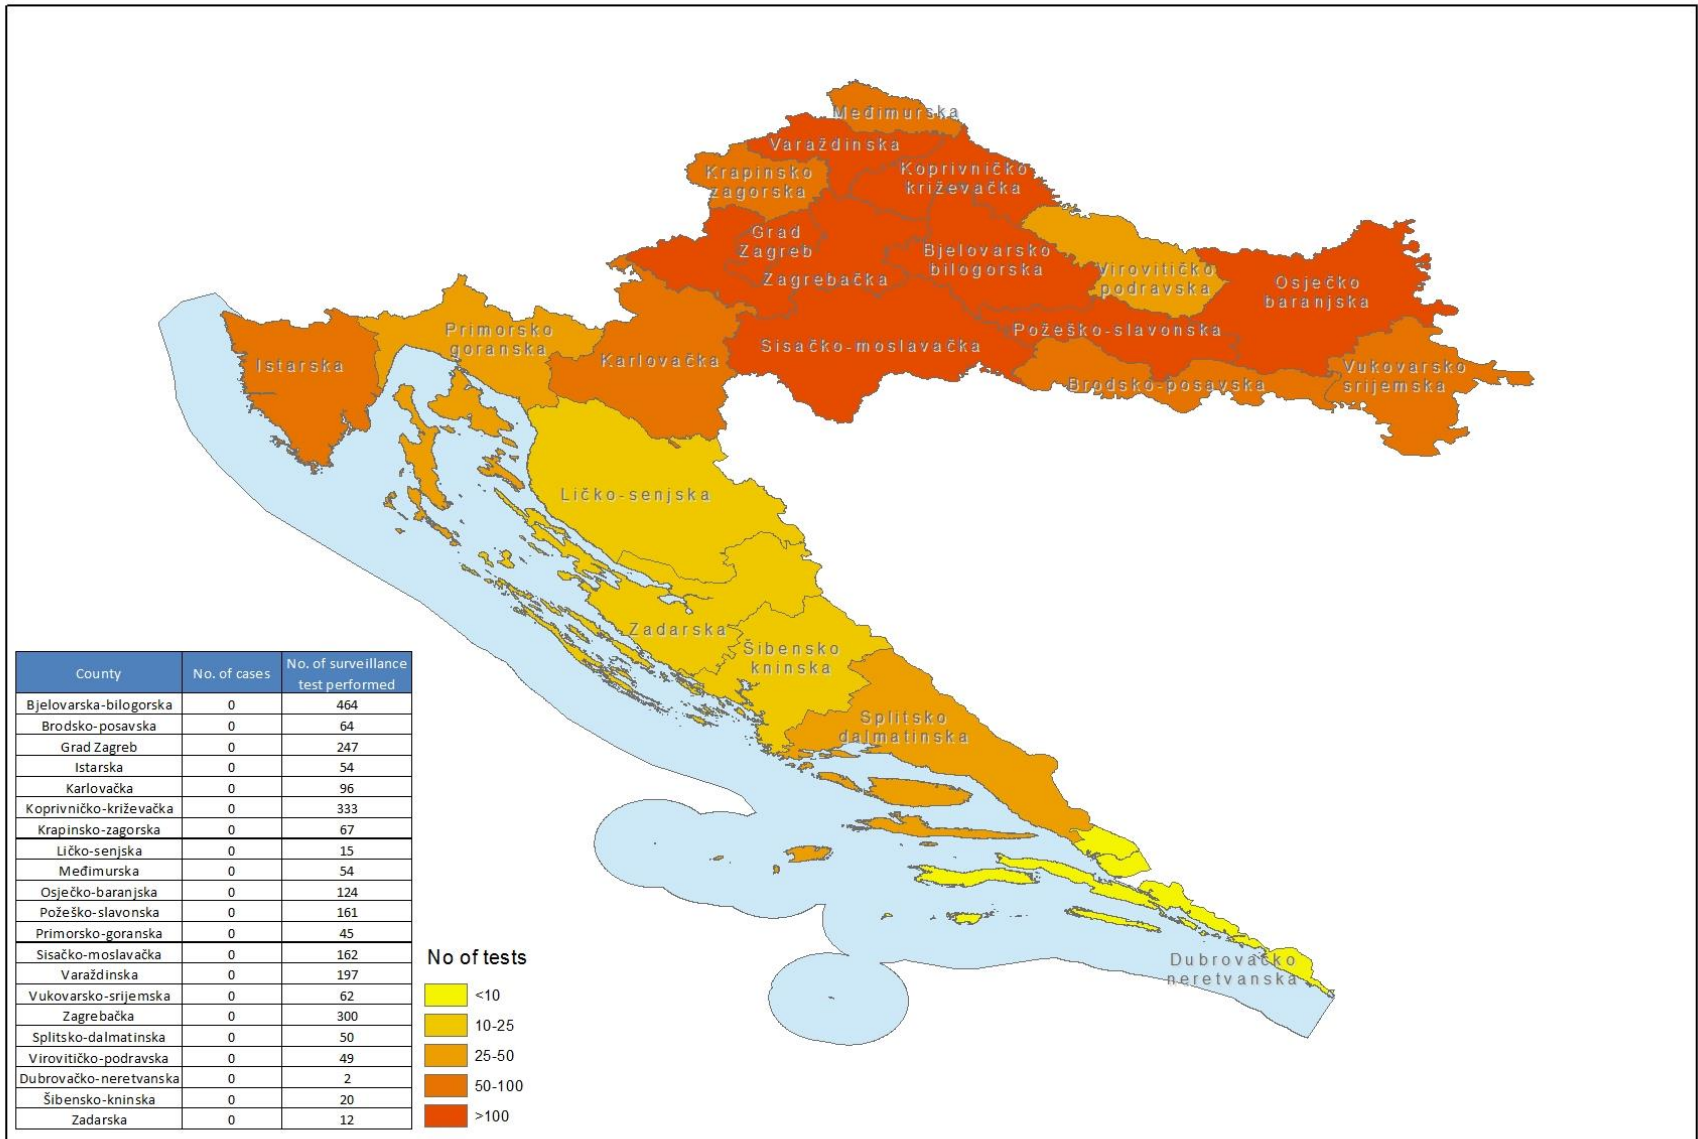 Međimurska
Varaždinska
Krapinsko
zagorska
Koprivničko
križevačka
Grad
Zagreb
Zagrebačka
Bjelovarsko
bilogorska
Virovitičko
podravska
Osječko
baranjska
Primorsko
goranska
Istarska
Karlovačka
Sisačko-moslavačka
Požeško-slavonska
Brodsko-posavska
Vukovarsko
srijemska
Ličko-senjska
Zadarska
Šibensko
kninska
Splitsko
dalmatinska
Dubrovačko
neretvanska
County No. of cases No. of surveillance
test performed
Bjelovarska-bilogorska 0 464
Brodsko-posavska 0 64
Grad Zagreb 0 247
Istarska 0 54
Karlovačka 0 96
Koprivničko-križevačka 0 333
Krapinsko-zagorska 0 67
Ličko-senjska 0 15
Međimurska 0 54
Osječko-baranjska 0 124
Požeško-slavonska 0 161
Primorsko-goranska 0 45
Sisačko-moslavačka 0 162
Varaždinska 0 197
Vukovarsko-srijemska 0 62
Zagrebačka 0 300
Splitsko-dalmatinska 0 50
Virovitičko-podravska 0 49
Dubrovačko-neretvanska 0 2
Šibensko-kninska 0 20
Zadarska 0 12
No of tests
<10
10-25
25-50
50-100
>100